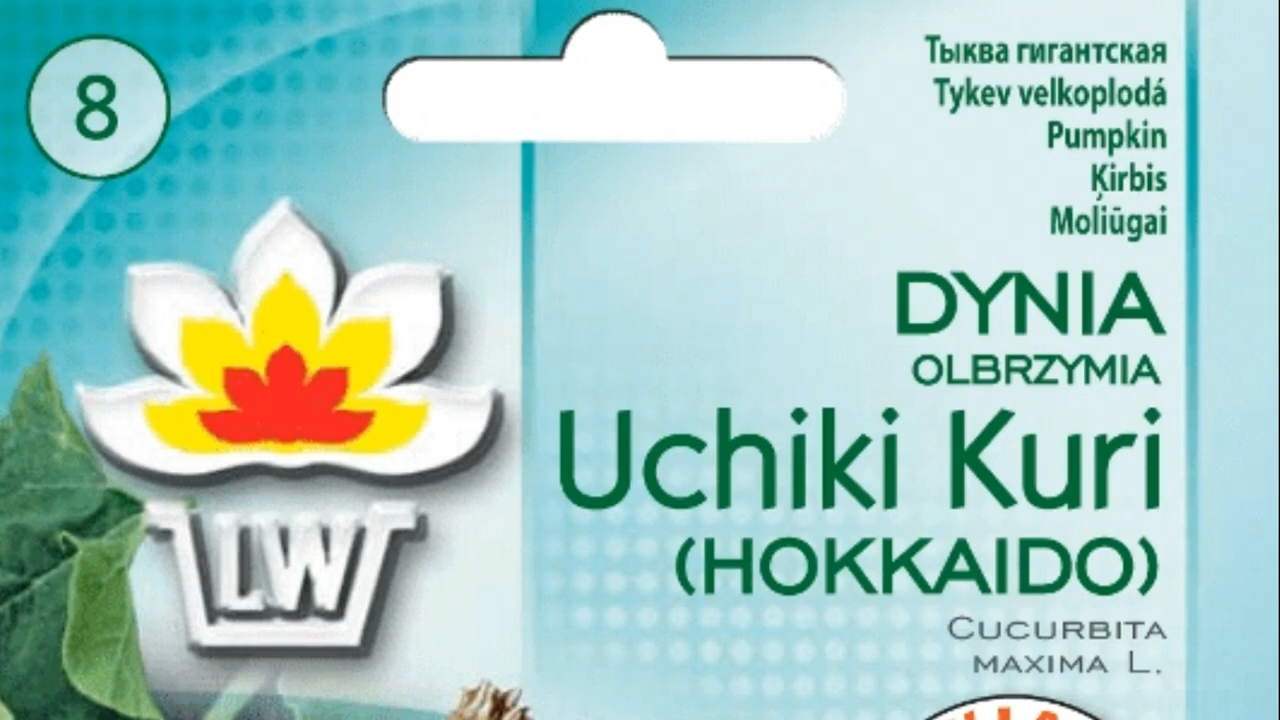 8
Тыква гигантская
Tykev velkoplodá
Pumpkin
Ķirbis
Moliūgai
DYNIA
OLBRZYMIA
Uchiki Kuri
(HOKKAIDO)
CUCURBITA
MAXIMA L.
LW